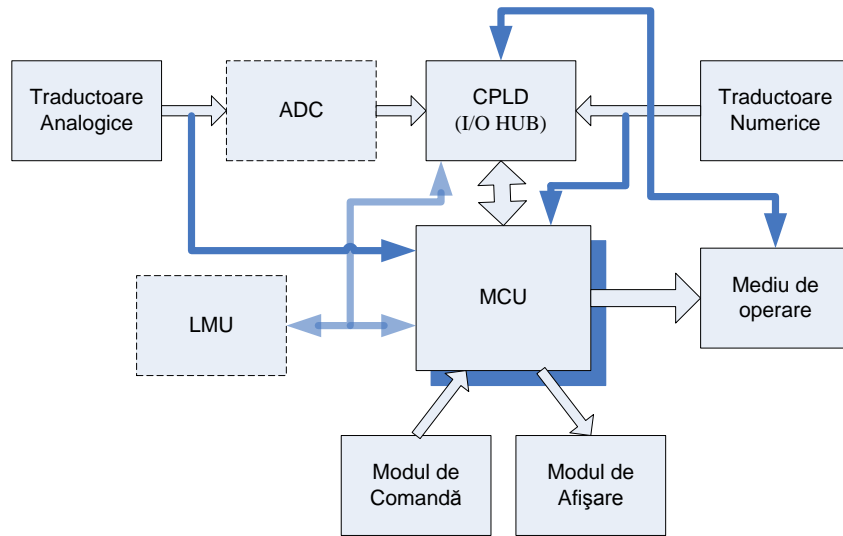 Traductoare
Analogice
ADC
CPLD
(I/O HUB)
Traductoare
Numerice
MCU
LMU
Mediu de
operare
Modul de
Comandă
Modul de
Afişare